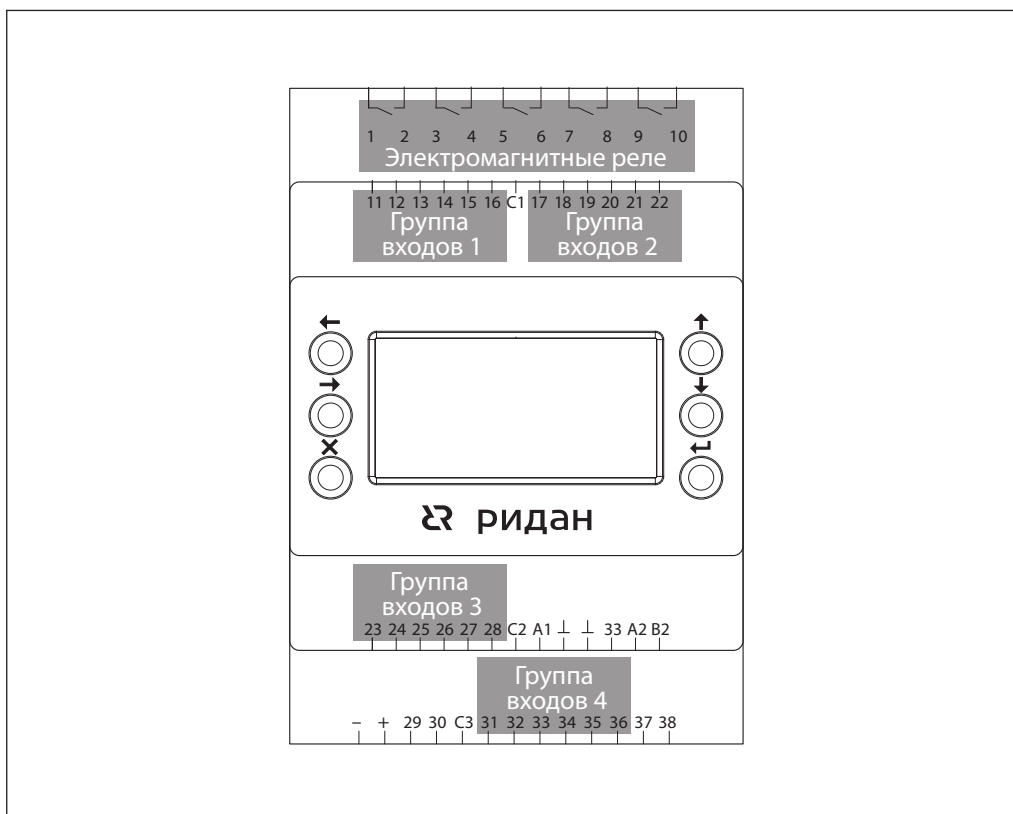 1 2 3 4 5 6 7 8 9 10
Электромагнитные реле
11 12 13 14 15 16 C1 17 18 19 20 21 22
Группа
входов 1
Группа
входов 2
ридан
Группа
входов 3
23 24 25 26 27 28 C2 A1 ⊥ ⊥ 33 A2 B2
Группа
входов 4
– + 29 30 C3 31 32 33 34 35 36 37 38